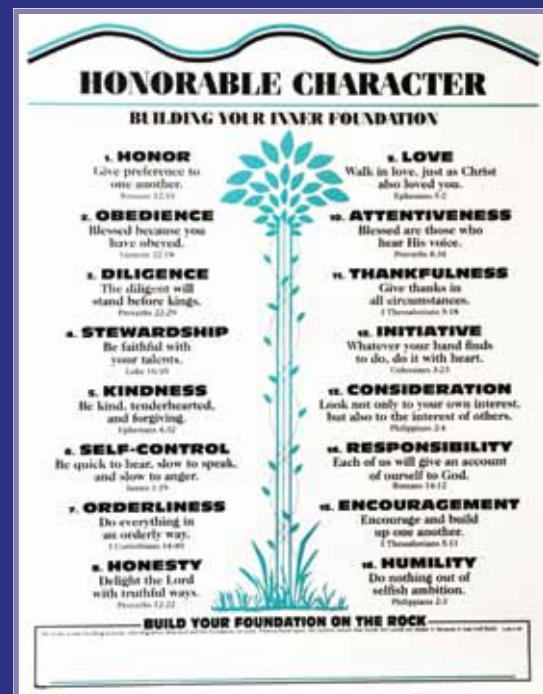 HONORABLE CHARACTER
BUILDING YOUR INNER FOUNDATION
1. HONOR
Give preference to
one another.
Romans 12:10
2. OBEDIENCE
Blessed because you
have obeyed.
Genesis 22:18
3. DILIGENCE
The diligent will
stand before kings.
Proverbs 22:29
4. STEWARDSHIP
Be faithful with
your talents.
Luke 16:10
5. KINDNESS
Be kind, tenderhearted,
and forgiving.
Ephesians 4:32
6. SELF-CONTROL
Be quick to hear, slow to speak,
and slow to anger.
James 1:19
7. ORDERLINESS
Do everything in
an orderly way.
I Corinthians 14:40
8. HONESTY
Delight the Lord
with truthful ways.
Proverbs 12:22
9. LOVE
Walk in love, just as Christ
also loved you.
Ephesians 5:2
10. ATTENTIVENESS
Blessed are those who
hear His voice.
Proverbs
11. THANKFULNESS
Give thanks in
all circumstances.
I Thessalonians 5:18
12. INITIATIVE
Whatever your hand finds
to do, do it with heart.
Colossians 3:23
13. CONSIDERATION
Look not only to your own interest,
but also to the interest of others.
Philippians 2:4
14. RESPONSIBILITY
Each of us will give an account
of ourself to God.
Romans 14:12
15. ENCOURAGEMENT
Encourage and build
up one another.
I Thessalonians 5:11
16. HUMILITY
Do nothing out of
selfish ambition.
Philippians 2:3
BUILD YOUR FOUNDATION ON THE ROCK